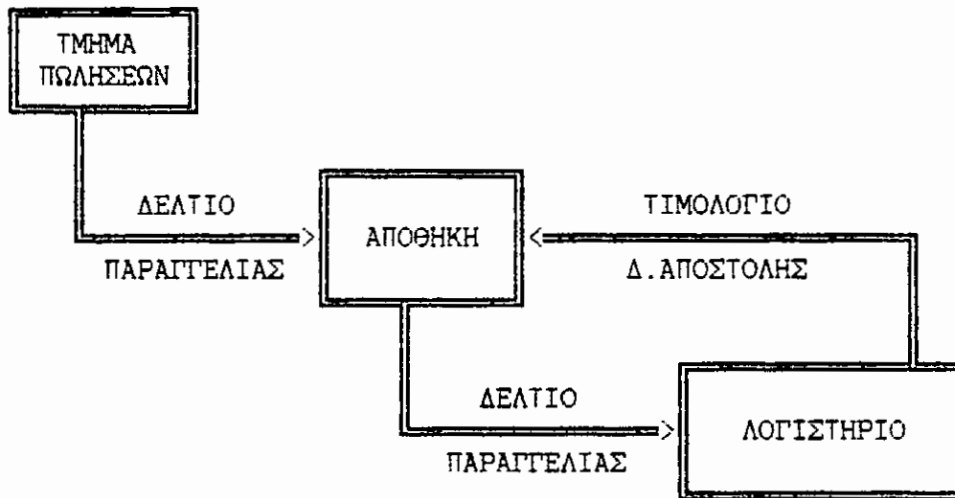 ΤΜΗΜΑ
ΠΩΛΗΣΕΩΝ
ΔΕΛΤΙΟ
ΠΑΡΑΓΓΕΛΙΑΣ
ΑΠΟΘΗΚΗ
ΤΙΜΟΛΟΓΙΟ
Δ.ΑΠΟΣΤΟΛΗΣ
ΔΕΛΤΙΟ
ΠΑΡΑΓΓΕΛΙΑΣ
ΛΟΓΙΣΤΗΡΙΟ